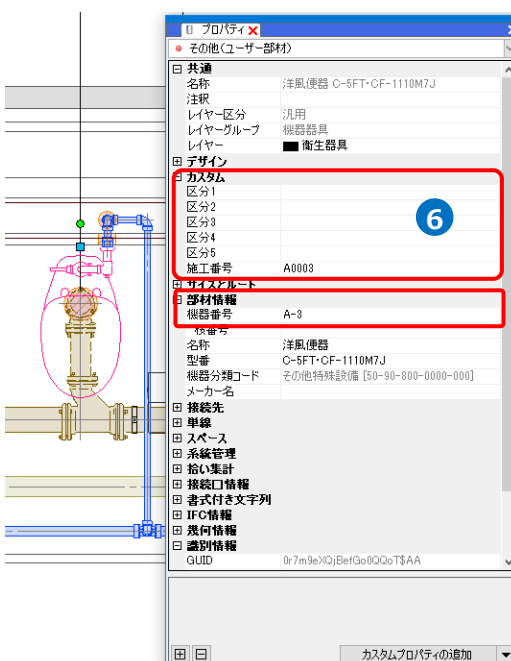 プロパティ
その他(ユーザー部材)
共通
名称 洋風便器 C-5FT・CF-1110M7J
注釈
レイヤー区分 汎用
レイヤーグループ 機器器具
レイヤー 衛生器具
デザイン
カスタム
区分1
区分2
区分3
区分4
区分5
施工番号 A0003
6
サイズとルート
部材情報
機器番号 A-3
枝番号
名称 洋風便器
型番 C-5FT・CF-1110M7J
機器分類コード その他特殊設備 [50-90-800-0000-000]
メーカー名
接続先
単線
スペース
系統管理
拾い集計
接続口情報
書式付き文字列
IFC情報
幾何情報
識別情報
GUID 0r7m9eXQjBefGo0QQoT$AA
カスタムプロパティの追加